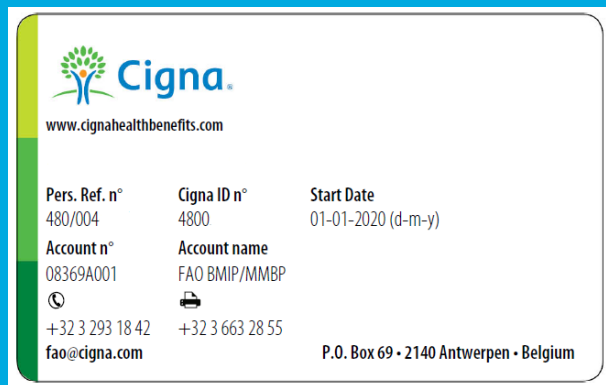 Cigna®
www.cignahealthbenefits.com
Pers. Ref. n° Cigna ID n° Start Date
480/004 4800 01-01-2020 (d-m-y)
Account n° Account name
08369A001 FAO BMIP/MMBP
+32 3 293 18 42 +32 3 663 28 55
fao@cigna.com P.O. Box 69 • 2140 Antwerpen • Belgium